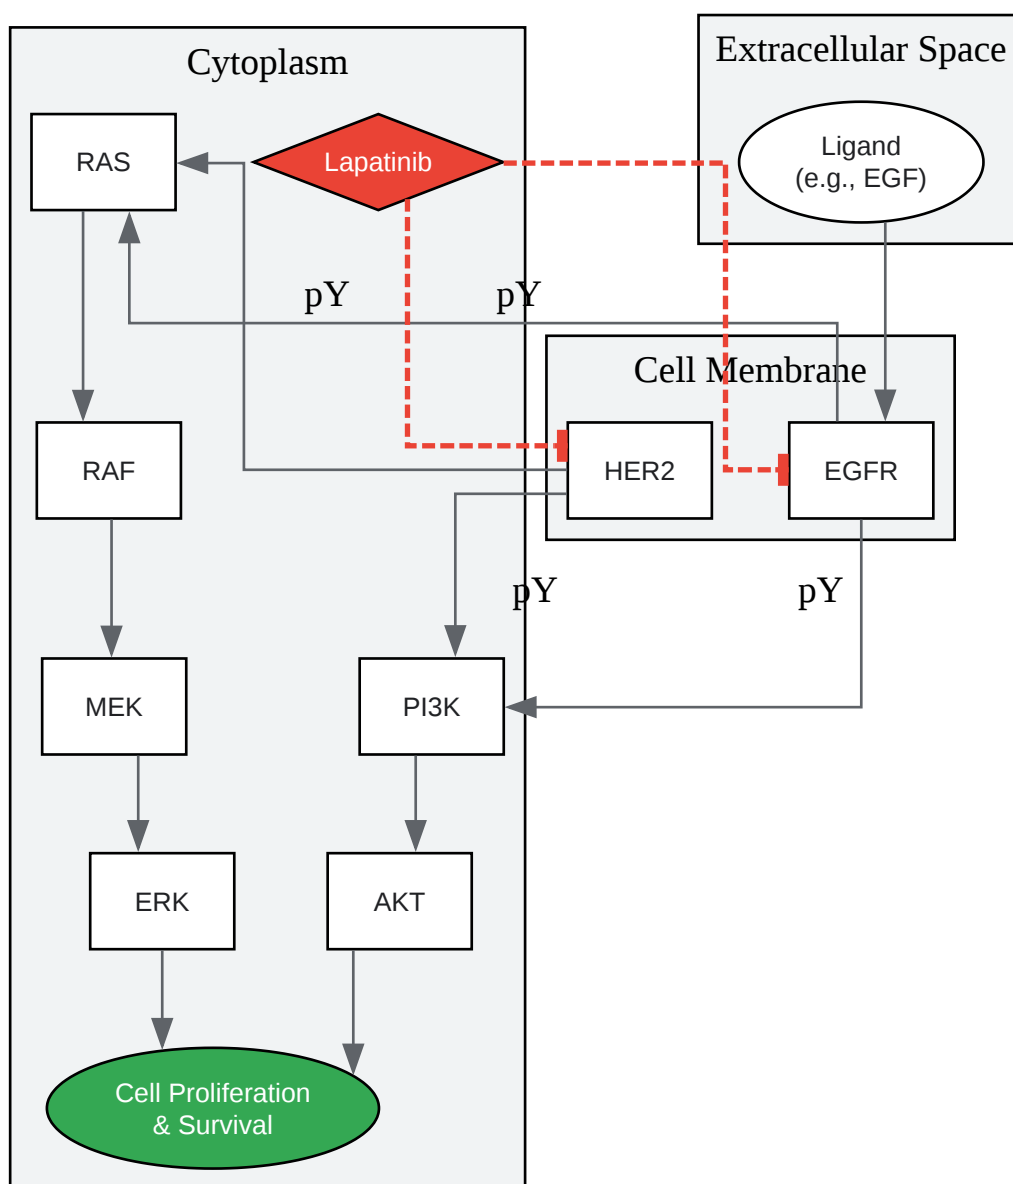 Cytoplasm
Extracellular Space
RAS
Lapatinib
Ligand
(e.g., EGF)
pY
pY
Cell Membrane
RAF
HER2
EGFR
pY
pY
MEK
PI3K
ERK
AKT
Cell Proliferation
& Survival